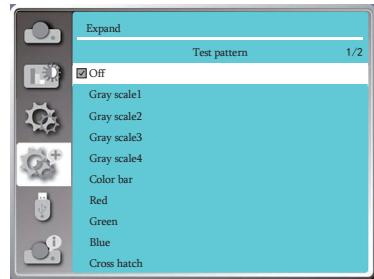 Expand
Test pattern 1/2
Off
Gray scale1
Gray scale2
Gray scale3
Gray scale4
Color bar
Red
Green
Blue
Cross hatch